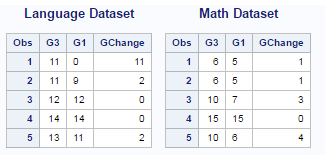 Language Dataset Math Dataset
Obs G3 G1 GChange Obs G3 G1 GChange
1 11 0 11 1 6 5 1
2 11 9 2 2 6 5 1
3 12 12 0 3 10 7 3
4 14 14 0 4 15 15 0
5 13 11 2 5 10 6 4